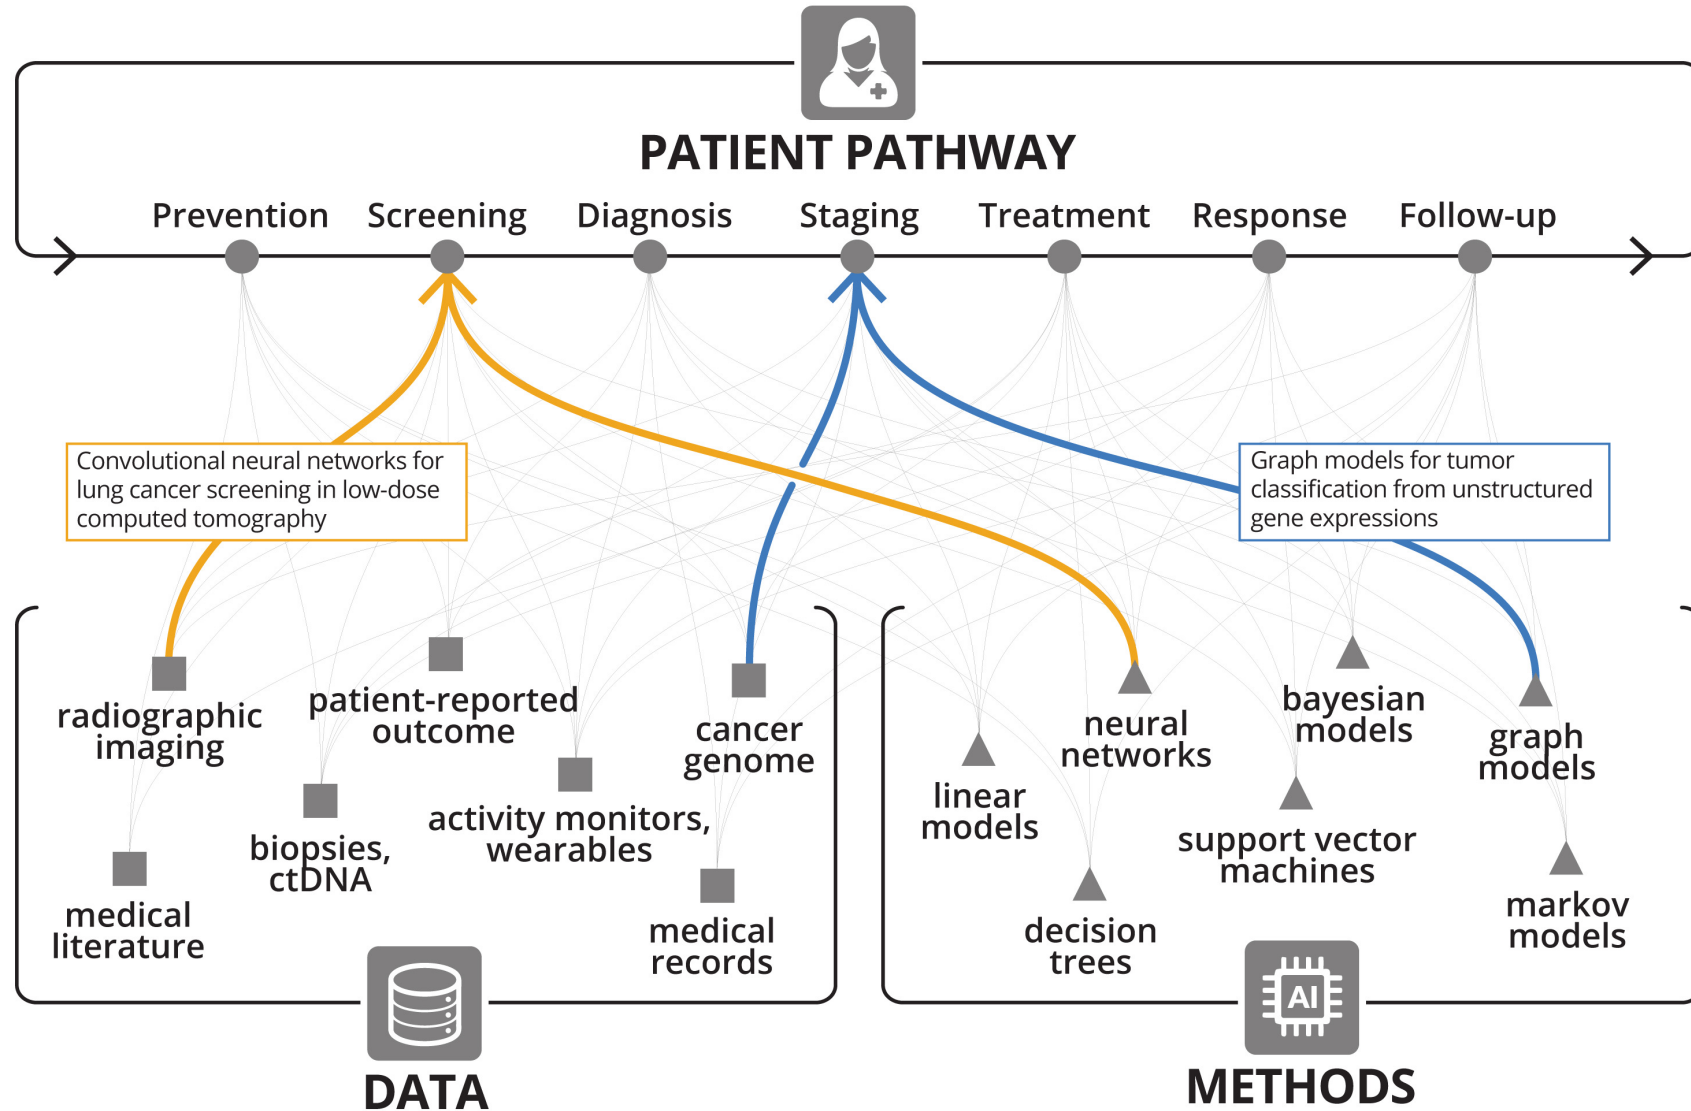 PATIENT PATHWAY
Prevention
Screening
Diagnosis
Staging
Treatment
Response
Follow-up
Convolutional neural networks for
lung cancer screening in low-dose
computed tomography
Graph models for tumor
classification from unstructured
gene expressions
radiographic
imaging
patient-reported
outcome
cancer
genome
medical
literature
biopsies,
ctDNA
activity monitors,
wearables
medical
records
DATA
linear
models
neural
networks
bayesian
models
graph
models
decision
trees
support vector
machines
markov
models
AI
METHODS